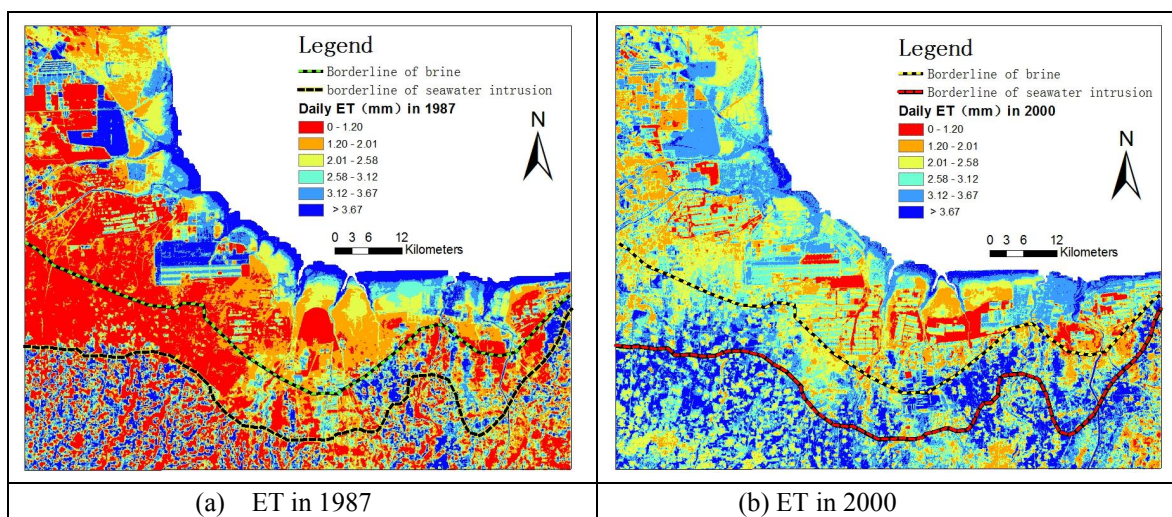 Legend
Borderline of brine
borderline of seawater intrusion
Daily ET (mm) in 1987
0 - 1.20
1.20 - 2.01
2.01 - 2.58
2.58 - 3.12
3.12 - 3.67
> 3.67
N
0 3 6 12
Kilometers
(a) ET in 1987
Legend
Borderline of brine
Borderline of seawater intrusion
Daily ET (mm) in 2000
0 - 1.20
1.20 - 2.01
2.01 - 2.58
2.58 - 3.12
3.12 - 3.67
> 3.67
N
0 3 6 12
Kilometers
(b) ET in 2000